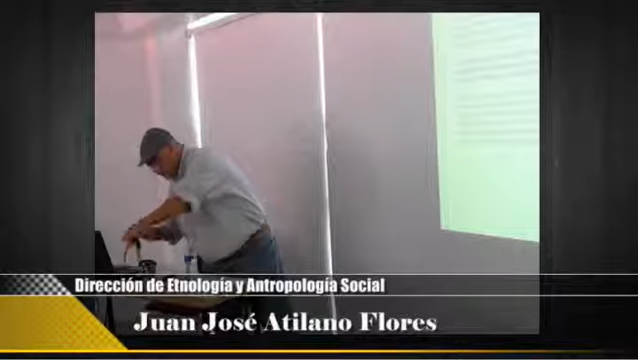 Dirección de Etnología y Antropología Social
Juan José Atilano Flores